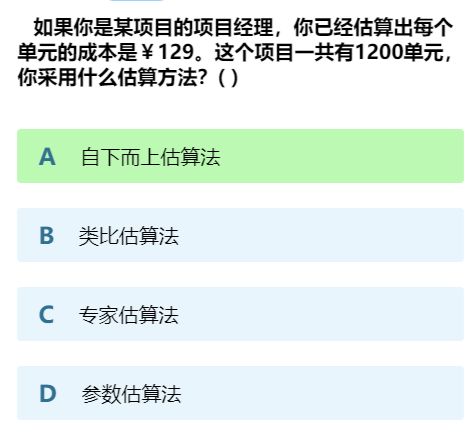 如果你是某项目的项目经理，你已经估算出每个
单元的成本是￥129。这个项目一共有1200单元，
你采用什么估算方法？( )
A 自下而上估算法
B 类比估算法
C 专家估算法
D 参数估算法